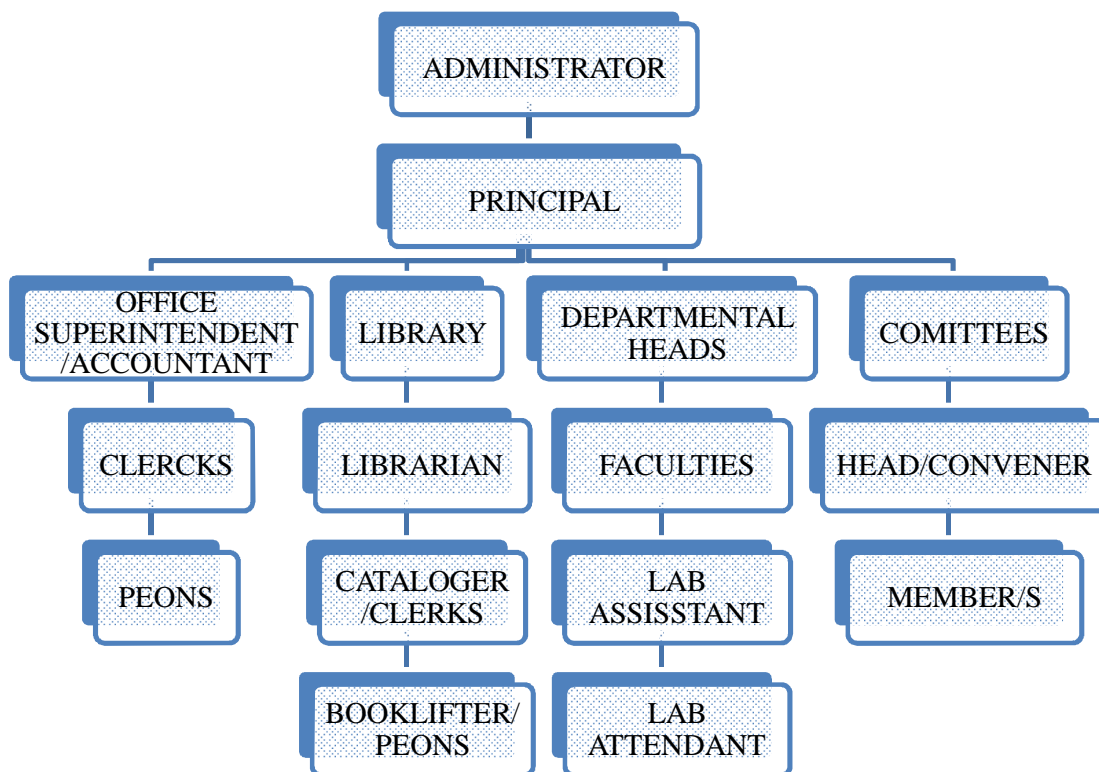 ADMINISTRATOR
PRINCIPAL
OFFICE
SUPERINTENDENT
/ACCOUNTANT
LIBRARY
DEPARTMENTAL
HEADS
COMITTEES
CLERCKS
LIBRARIAN
FACULTIES
HEAD/CONVENER
PEONS
CATALOGER
/CLERKS
LAB
ASSISSTANT
MEMBER/S
BOOKLIFTER/
PEONS
LAB
ATTENDANT